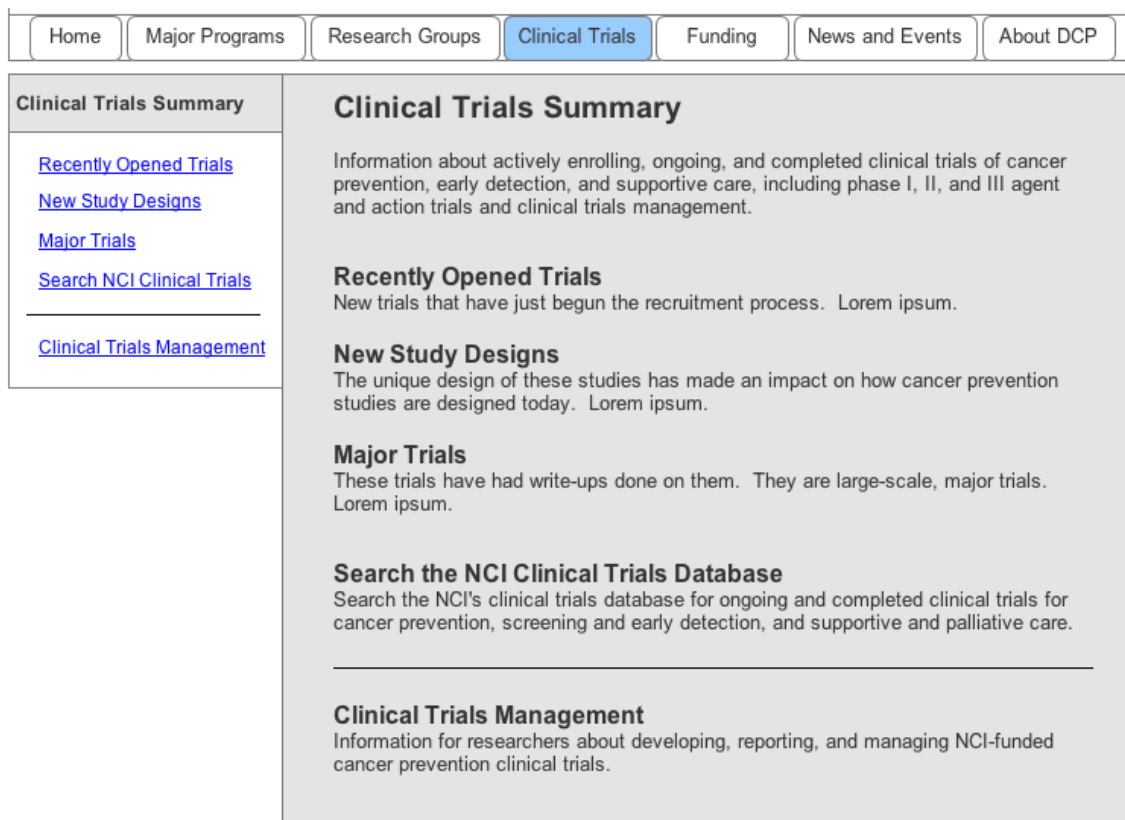 Home Major Programs Research Groups Clinical Trials Funding News and Events About DCP
Clinical Trials Summary
Recently Opened Trials
New Study Designs
Major Trials
Search NCI Clinical Trials
Clinical Trials Management
Clinical Trials Summary
Information about actively enrolling, ongoing, and completed clinical trials of cancer
prevention, early detection, and supportive care, including phase I, II, and III agent
and action trials and clinical trials management.
Recently Opened Trials
New trials that have just begun the recruitment process.  Lorem ipsum.
New Study Designs
The unique design of these studies has made an impact on how cancer prevention
studies are designed today.  Lorem ipsum.
Major Trials
These trials have had write-ups done on them.  They are large-scale, major trials.
Lorem ipsum.
Search the NCI Clinical Trials Database
Search the NCI's clinical trials database for ongoing and completed clinical trials for
cancer prevention, screening and early detection, and supportive and palliative care.
Clinical Trials Management
Information for researchers about developing, reporting, and managing NCI-funded
cancer prevention clinical trials.